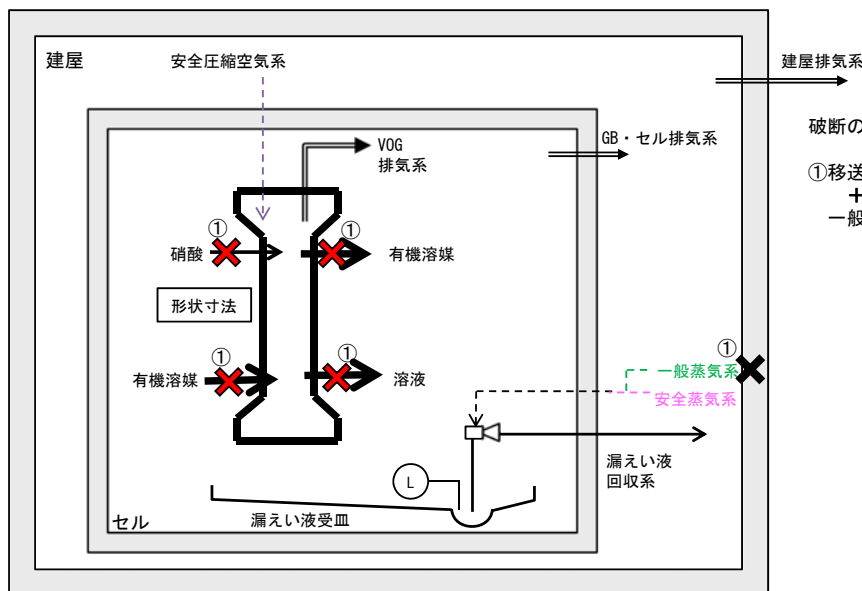 建屋
安全圧縮空気系
建屋排気系
VOG
排気系
GB・セル排気系
破断の
①移送
+
一般
①
①
硝酸
有機溶媒
形状寸法
①
①
有機溶媒
溶液
①
一般蒸気系
安全蒸気系
漏えい液
回収系
L
漏えい液受皿
セル